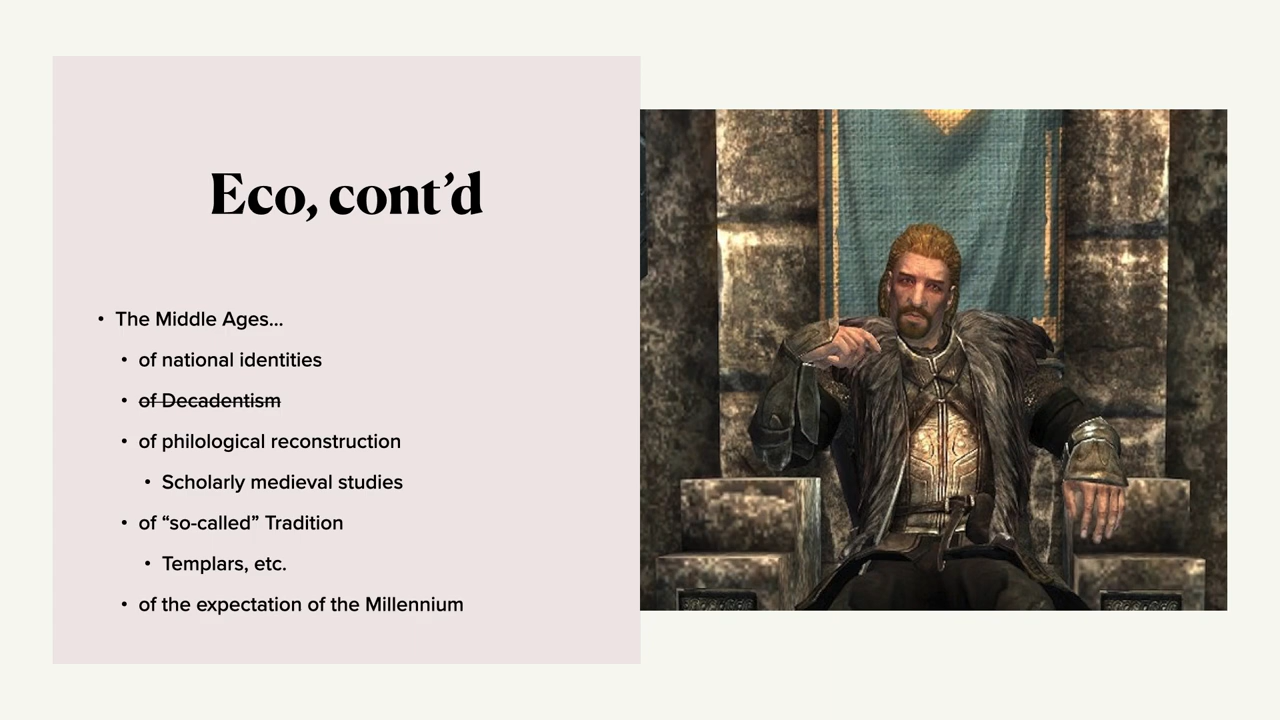 Eco, cont’d
• The Middle Ages…
• of national identities
• of Decadentism
• of philological reconstruction
• Scholarly medieval studies
• of “so-called” Tradition
• Templars, etc.
• of the expectation of the Millennium